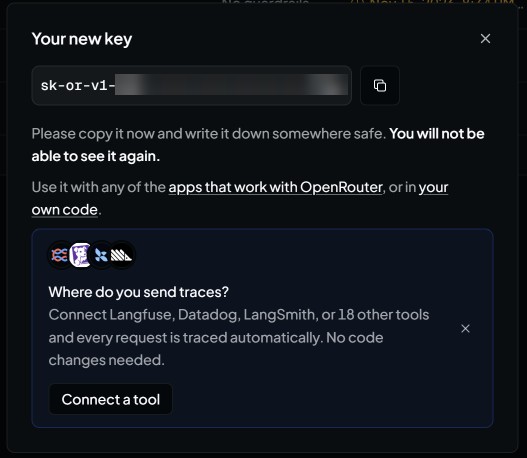 Your new key
sk-or-v1-
Please copy it now and write it down somewhere safe. You will not be
able to see it again.
Use it with any of the apps that work with OpenRouter, or in your
own code.
Where do you send traces?
Connect Langfuse, Datadog, LangSmith, or 18 other tools
and every request is traced automatically. No code
changes needed.
Connect a tool